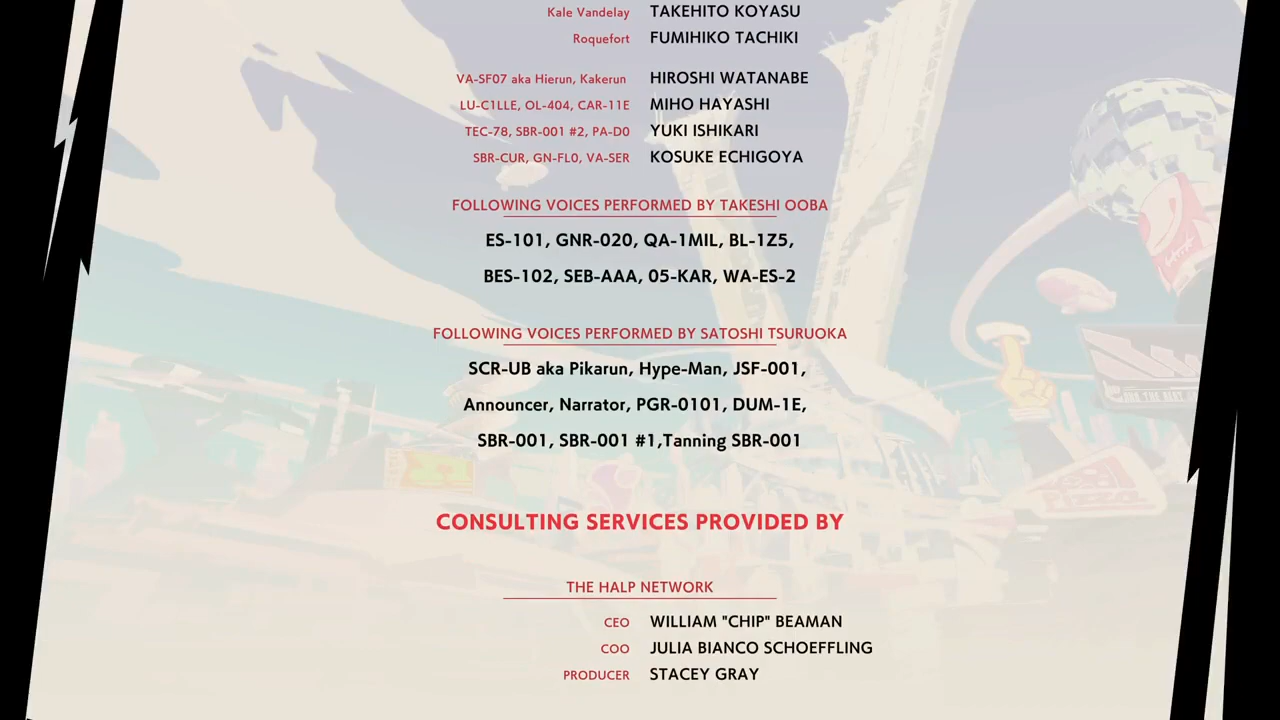 Kale Vandelay TAKEHITO KOYASU
Roquefort FUMIHIKO TACHIKI
VA-SF07 aka Hierun, Kakerun HIROSHI WATANABE
LU-C1LLE, OL-404, CAR-11E MIHO HAYASHI
TEC-78, SBR-001 #2, PA-D0 YUKI ISHIKARI
SBR-CUR, GN-FL0, VA-SER KOSUKE ECHIGOYA
FOLLOWING VOICES PERFORMED BY TAKESHI OOBA
ES-101, GNR-020, QA-1MIL, BL-1Z5,
BES-102, SEB-AAA, 05-KAR, WA-ES-2
FOLLOWING VOICES PERFORMED BY SATOSHI TSURUOKA
SCR-UB aka Pikarun, Hype-Man, JSF-001,
Announcer, Narrator, PGR-0101, DUM-1E,
SBR-001, SBR-001 #1,Tanning SBR-001
CONSULTING SERVICES PROVIDED BY
THE HALP NETWORK
CEO WILLIAM "CHIP" BEAMAN
COO JULIA BIANCO SCHOEFFLING
PRODUCER STACEY GRAY